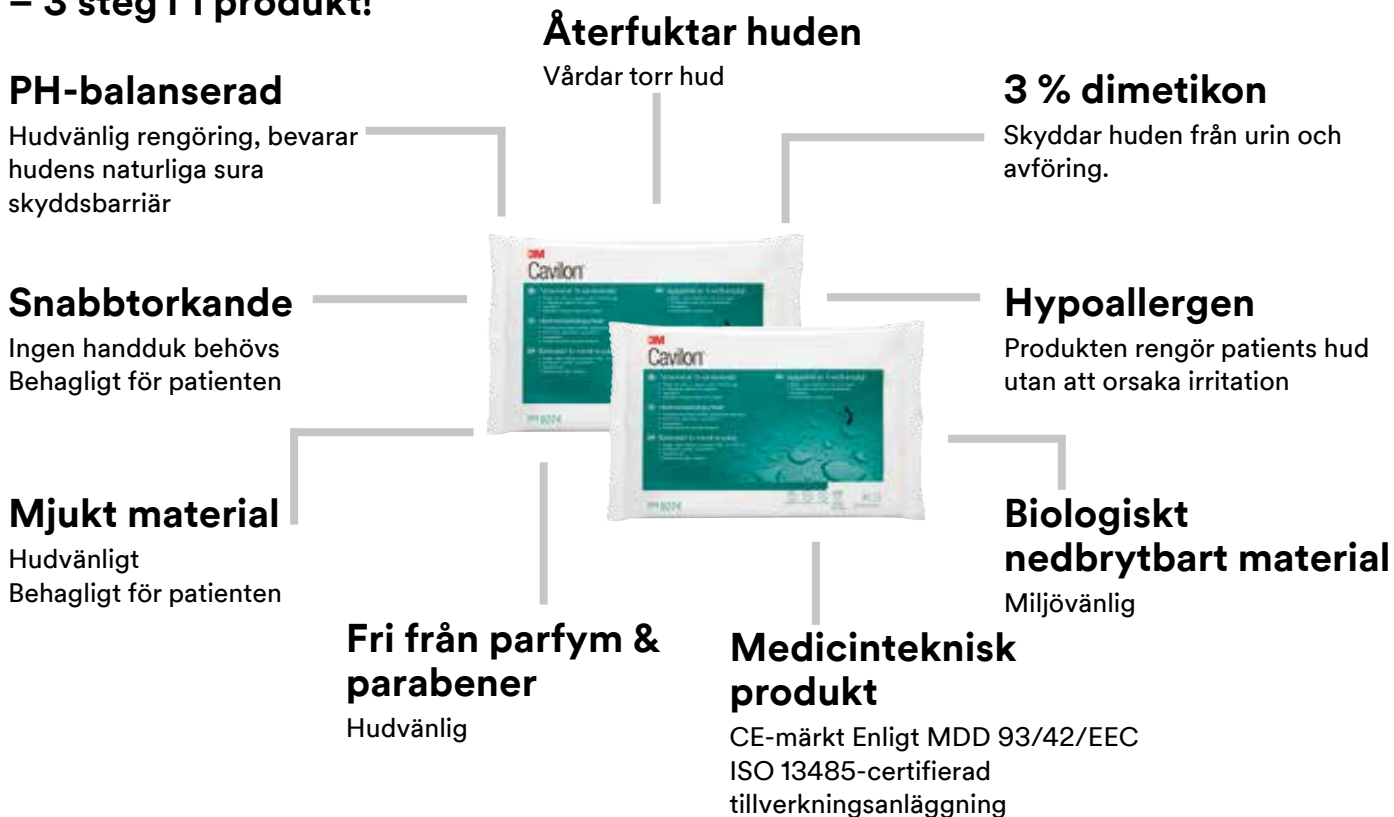 – 3 steg i 1 produkt!
Återfuktar huden
Vårdar torr hud
PH-balanserad
Hudvänlig rengöring, bevarar
hudens naturliga sura
skyddsbarriär
3 % dimetikon
Skyddar huden från urin och
avföring.
Snabbtorkande
Ingen handduk behövs
Behagligt för patienten
Hypoallergen
Produkten rengör patients hud
utan att orsaka irritation
3M
Cavilon
9274
3M
Cavilon
9274
Mjukt material
Hudvänligt
Behagligt för patienten
Biologiskt
nedbrytbart material
Miljövänlig
Fri från parfym &
parabener
Hudvänlig
Medicinteknisk
produkt
CE-märkt Enligt MDD 93/42/EEC
ISO 13485-certifierad
tillverkningsanläggning